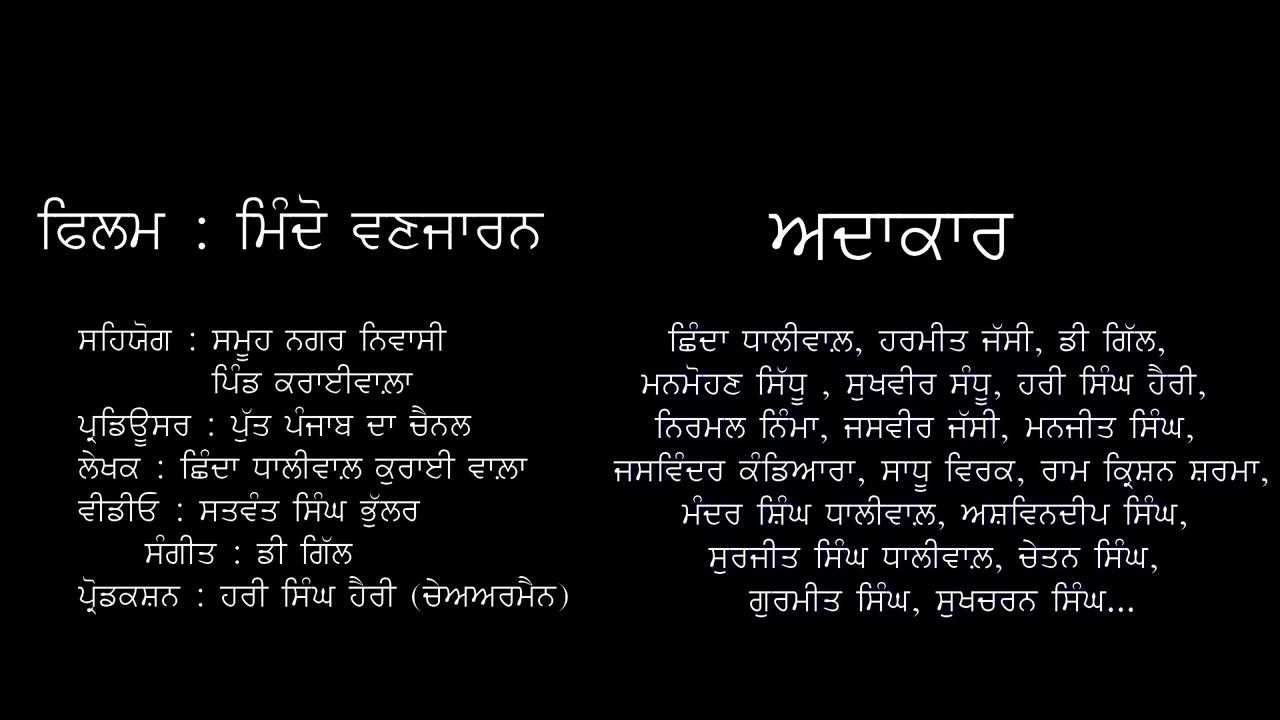 ਫਿਲਮ : ਮਿੰਦੋ ਵਣਜਾਰਨ
ਸਹਿਯੋਗ : ਸਮੂਹ ਨਗਰ ਨਿਵਾਸੀ
ਪਿੰਡ ਕਰਾਈਵਾਲ਼ਾ
ਪ੍ਰਡਿਊਸਰ : ਪੁੱਤ ਪੰਜਾਬ ਦਾ ਚੈਨਲ
ਲੇਖਕ : ਛਿੰਦਾ ਧਾਲੀਵਾਲ਼ ਕੁਰਾਈ ਵਾਲ਼ਾ
ਵੀਡੀਓ : ਸਤਵੰਤ ਸਿੰਘ ਭੁੱਲਰ
ਸੰਗੀਤ : ਡੀ ਗਿੱਲ
ਪ੍ਰੋਡਕਸ਼ਨ : ਹਰੀ ਸਿੰਘ ਹੈਰੀ (ਚੇਅਅਰਮੈਨ)
ਅਦਾਕਾਰ
ਛਿੰਦਾ ਧਾਲੀਵਾਲ਼, ਹਰਮੀਤ ਜੱਸੀ, ਡੀ ਗਿੱਲ,
ਮਨਮੋਹਣ ਸਿੱਧੂ , ਸੁਖਵੀਰ ਸੰਧੂ, ਹਰੀ ਸਿੰਘ ਹੈਰੀ,
ਨਿਰਮਲ ਨਿੰਮਾ, ਜਸਵੀਰ ਜੱਸੀ, ਮਨਜੀਤ ਸਿੰਘ,
ਜਸਵਿੰਦਰ ਕੰਡਿਆਰਾ, ਸਾਧੂ ਵਿਰਕ, ਰਾਮ ਕ੍ਰਿਸ਼ਨ ਸ਼ਰਮਾ,
ਮੰਦਰ ਸ਼ਿੰਘ ਧਾਲੀਵਾਲ਼, ਅਸ਼ਵਿਨਦੀਪ ਸਿੰਘ,
ਸੁਰਜੀਤ ਸਿੰਘ ਧਾਲੀਵਾਲ਼, ਚੇਤਨ ਸਿੰਘ,
ਗੁਰਮੀਤ ਸਿੰਘ, ਸੁਖਚਰਨ ਸਿੰਘ...